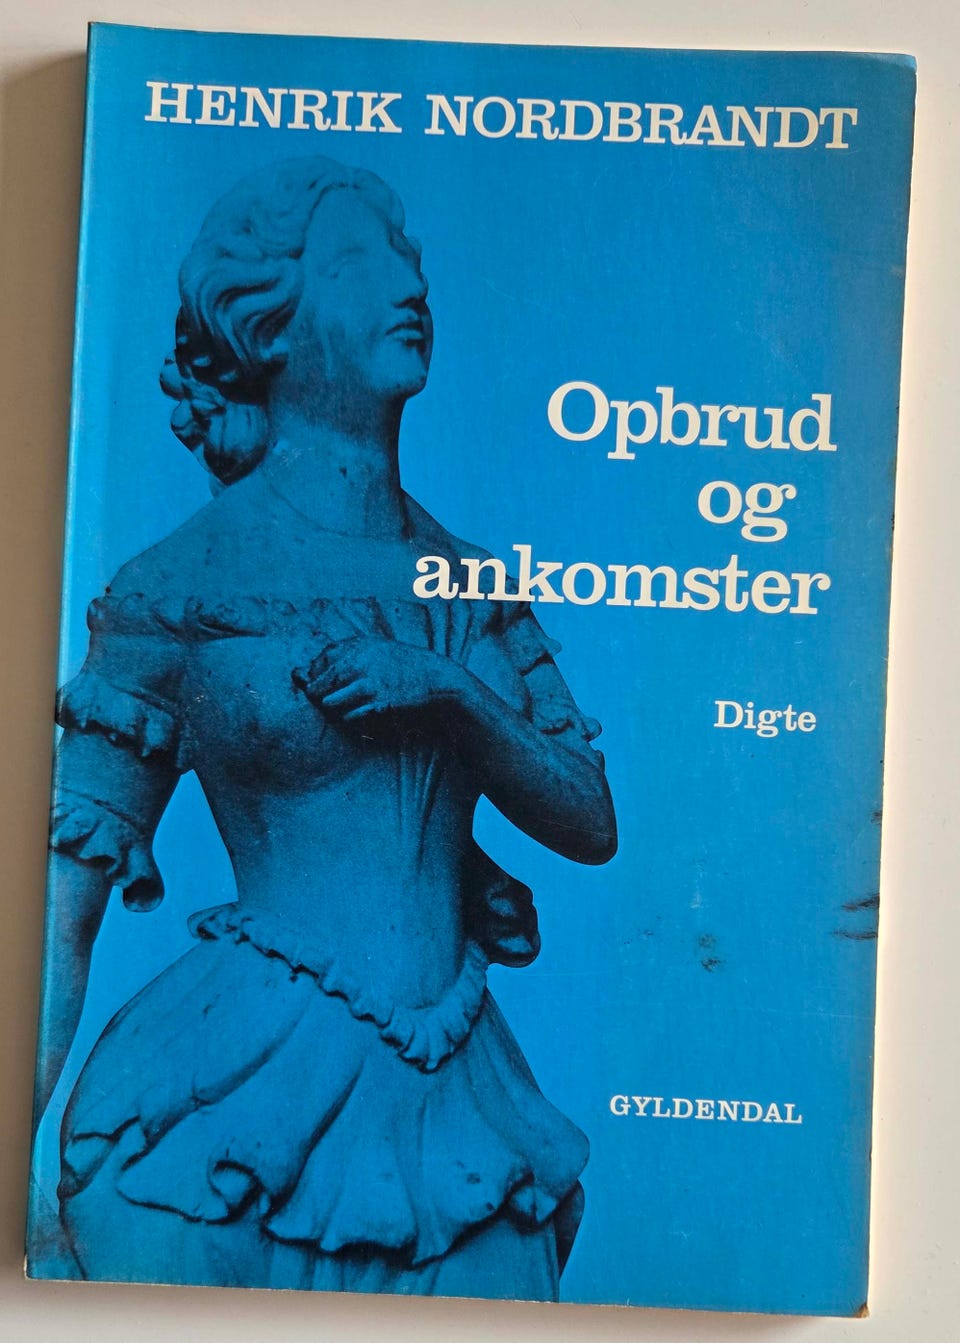 HENRIK NORDBRANDT
Opbrud
og
ankomster
Digte
GYLDENDAL